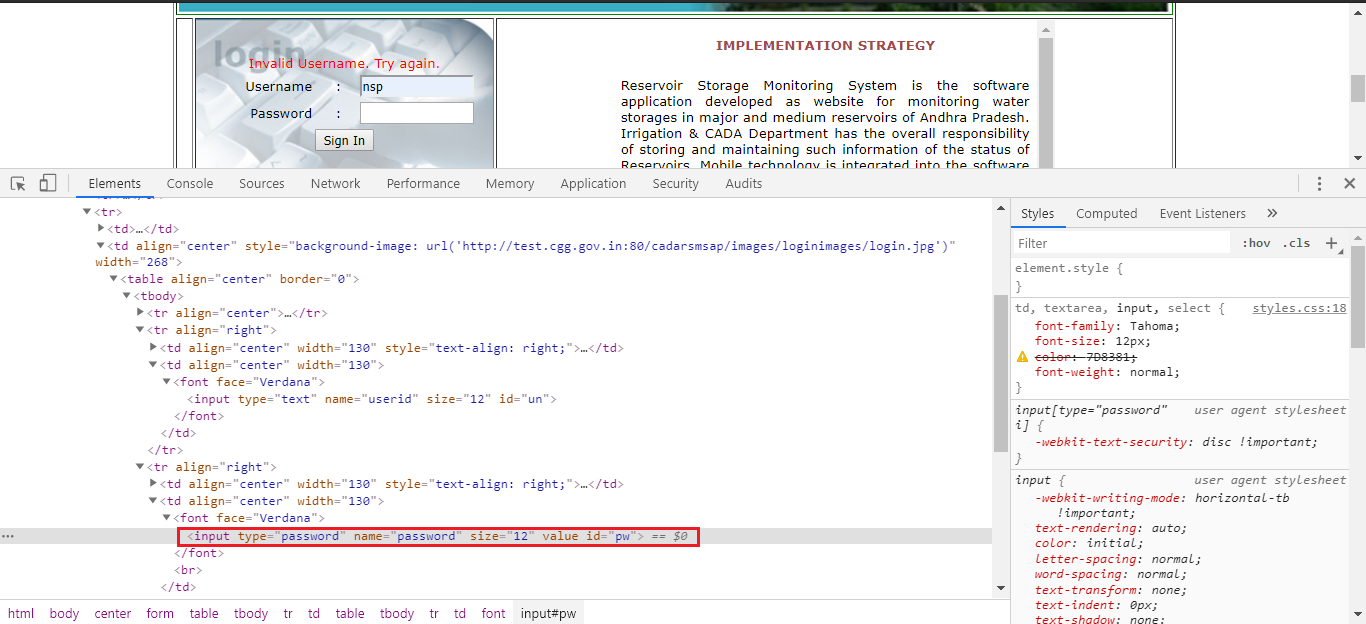 login
Invalid Username. Try again.
Username : nsp
Password :
Sign In
IMPLEMENTATION STRATEGY
Reservoir Storage Monitoring System is the software
application developed as website for monitoring water
storages in major and medium reservoirs of Andhra Pradesh.
Irrigation & CADA Department has the overall responsibility
of storing and maintaining such information of the status of
Reservoirs. Mobile technology is integrated into the software
Elements Console Sources Network Performance Memory Application Security Audits
<tr>
<td>…</td>
<td align="center" style="background-image: url('http://test.cgg.gov.in:80/cadarsmsap/images/loginimages/login.jpg')"
width="268">
<table align="center" border="0">
<tbody>
<tr align="center">…</tr>
<tr align="right">
<td align="center" width="130" style="text-align: right;">…</td>
<td align="center" width="130">
<font face="Verdana">
<input type="text" name="userid" size="12" id="un">
</font>
</td>
</tr>
<tr align="right">
<td align="center" width="130" style="text-align: right;">…</td>
<td align="center" width="130">
<font face="Verdana">
<input type="password" name="password" size="12" value id="pw"> == $0
</font>
<br>
</td>
html body center form table tbody tr td table tbody tr td font input#pw
Styles Computed Event Listeners »
Filter :hov .cls +
element.style {
}
td, textarea, input, select { styles.css:18
font-family: Tahoma;
font-size: 12px;
color: 7D8381;
font-weight: normal;
}
input[type="password" user agent stylesheet
i] {
-webkit-text-security: disc !important;
}
input { user agent stylesheet
-webkit-writing-mode: horizontal-tb
!important;
text-rendering: auto;
color: initial;
letter-spacing: normal;
word-spacing: normal;
text-transform: none;
text-indent: 0px;
text-shadow: none;